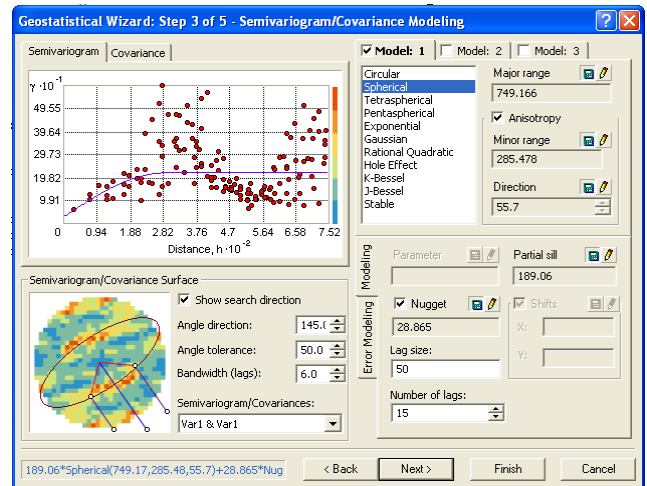 Geostatistical Wizard: Step 3 of 5 - Semivariogram/Covariance Modeling
Semivariogram
Covariance
γ·10⁻¹
49.55
39.64
29.73
19.82
9.91
0 0.94 1.88 2.82 3.76 4.7 5.64 6.58 7.52
Distance, h·10⁻²
Semivariogram/Covariance Surface
Show search direction
Angle direction:
145.(
Angle tolerance:
50.0
Bandwidth (lags):
6.0
Semivariogram/Covariances:
Var1 & Var1
Model: 1
Model: 2
Model: 3
Circular
Spherical
Tetraspherical
Pentaspherical
Exponential
Gaussian
Rational Quadratic
Hole Effect
K-Bessel
J-Bessel
Stable
Major range
749.166
Anisotropy
Minor range
285.478
Direction
55.7
Modeling
Error Modeling
Parameter
Partial sill
189.06
Nugget
28.865
Shifts
X:
Y:
Lag size:
50
Number of lags:
15
189.06*Spherical(749.17,285.48,55.7)+28.865*Nug
< Back
Next >
Finish
Cancel